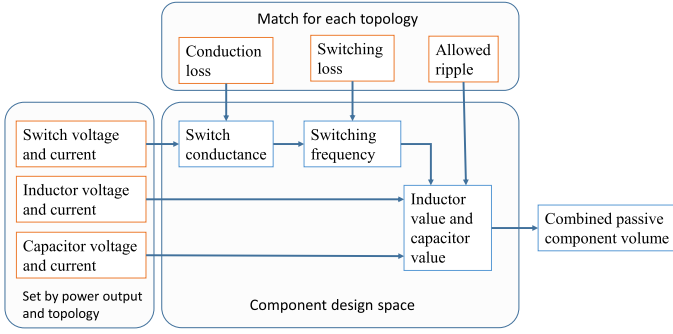 Match for each topology
Conduction
loss
Switching
loss
Allowed
ripple
Switch voltage
and current
Switch
conductance
Switching
frequency
Inductor voltage
and current
Inductor
value and
capacitor
value
Combined passive
component volume
Capacitor voltage
and current
Set by power output
and topology
Component design space